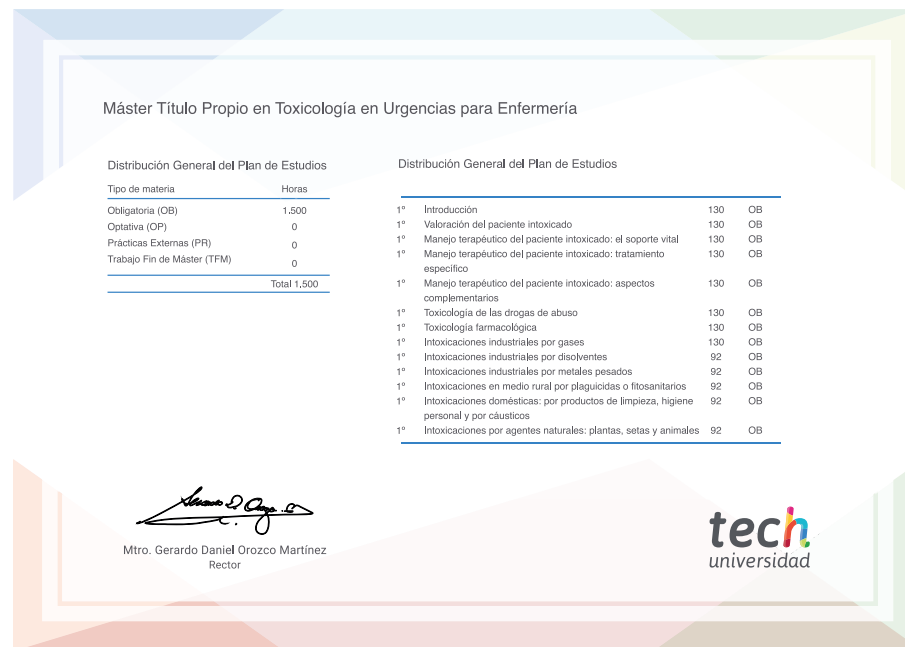 Máster Título Propio en Toxicología en Urgencias para Enfermería
Distribución General del Plan de Estudios
Tipo de materia Horas
Obligatoria (OB) 1.500
Optativa (OP) 0
Prácticas Externas (PR) 0
Trabajo Fin de Máster (TFM) 0
Total 1.500
Distribución General del Plan de Estudios
1º Introducción 130 OB
1º Valoración del paciente intoxicado 130 OB
1º Manejo terapéutico del paciente intoxicado: el soporte vital 130 OB
1º Manejo terapéutico del paciente intoxicado: tratamiento 130 OB
específico
1º Manejo terapéutico del paciente intoxicado: aspectos 130 OB
complementarios
1º Toxicología de las drogas de abuso 130 OB
1º Toxicología farmacológica 130 OB
1º Intoxicaciones industriales por gases 130 OB
1º Intoxicaciones industriales por disolventes 92 OB
1º Intoxicaciones industriales por metales pesados 92 OB
1º Intoxicaciones en medio rural por plaguicidas o fitosanitarios 92 OB
1º Intoxicaciones domésticas: por productos de limpieza, higiene 92 OB
personal y por cáusticos
1º Intoxicaciones por agentes naturales: plantas, setas y animales 92 OB
Mtro. Gerardo Daniel Orozco Martínez
Rector
tech
universidad